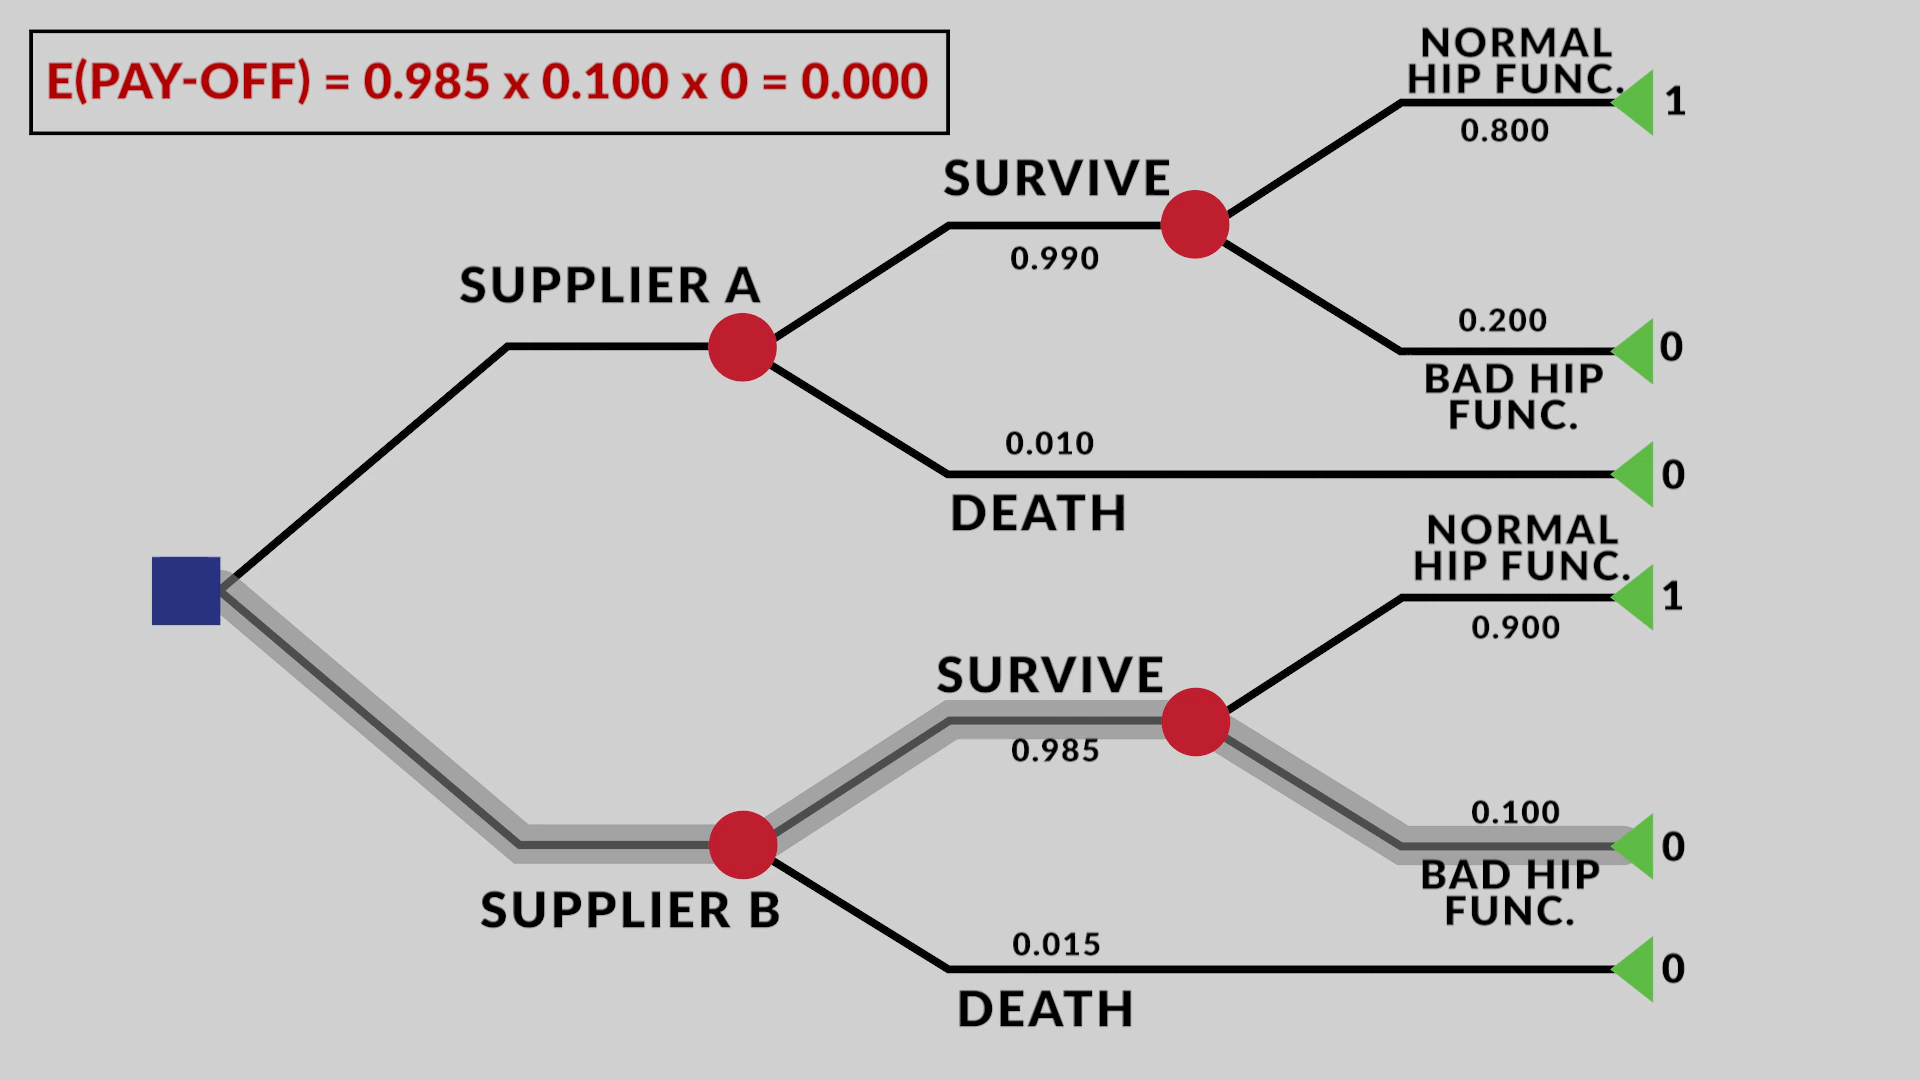 E(PAY-OFF) = 0.985 x 0.100 x 0 = 0.000
NORMAL
HIP FUNC.
1
0.800
SURVIVE
0.990
SUPPLIER A
0.200
0
BAD HIP
FUNC.
0.010
0
DEATH
NORMAL
HIP FUNC.
1
0.900
SURVIVE
0.985
0.100
0
BAD HIP
FUNC.
SUPPLIER B
0.015
0
DEATH